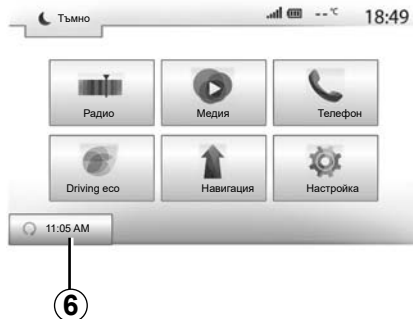 Тъмно
--°C 18:49
Радио
Медия
Телефон
Driving eco
Навигация
Настройка
11:05 AM
6